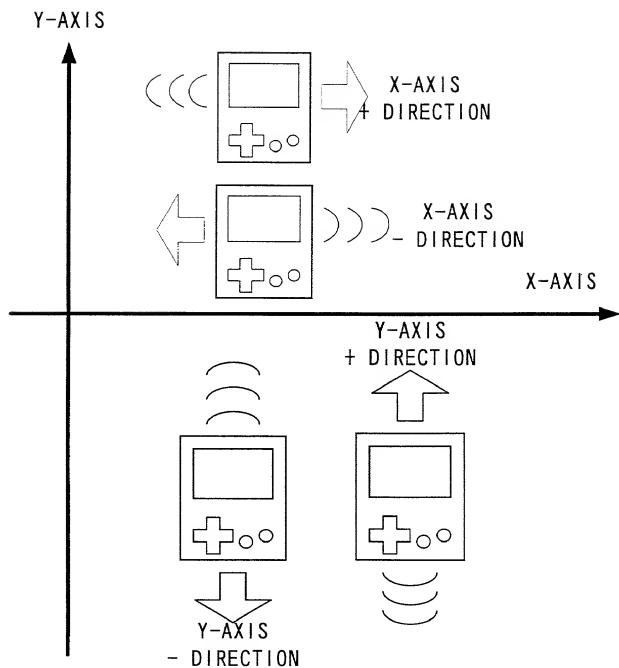 Y-AXIS
X-AXIS
+ DIRECTION
X-AXIS
- DIRECTION
X-AXIS
Y-AXIS
+ DIRECTION
Y-AXIS
- DIRECTION